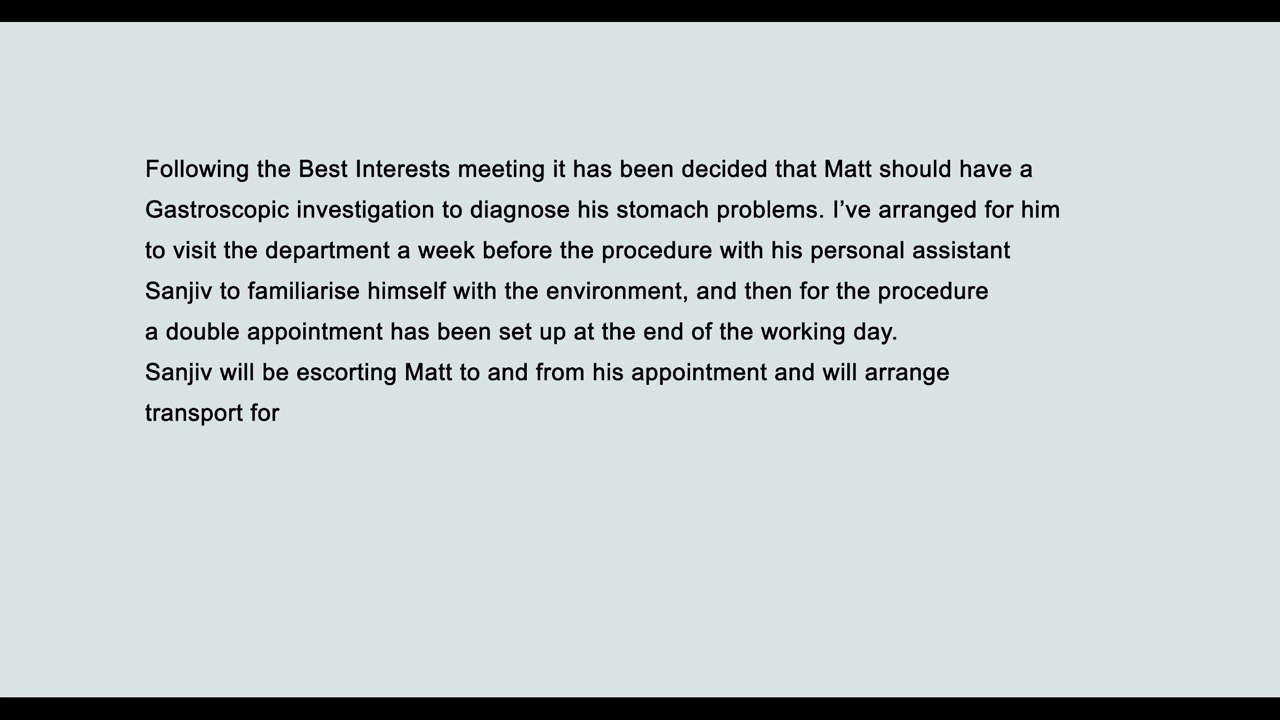 Following the Best Interests meeting it has been decided that Matt should have a
Gastroscopic investigation to diagnose his stomach problems. I’ve arranged for him
to visit the department a week before the procedure with his personal assistant
Sanjiv to familiarise himself with the environment, and then for the procedure
a double appointment has been set up at the end of the working day.
Sanjiv will be escorting Matt to and from his appointment and will arrange
transport for